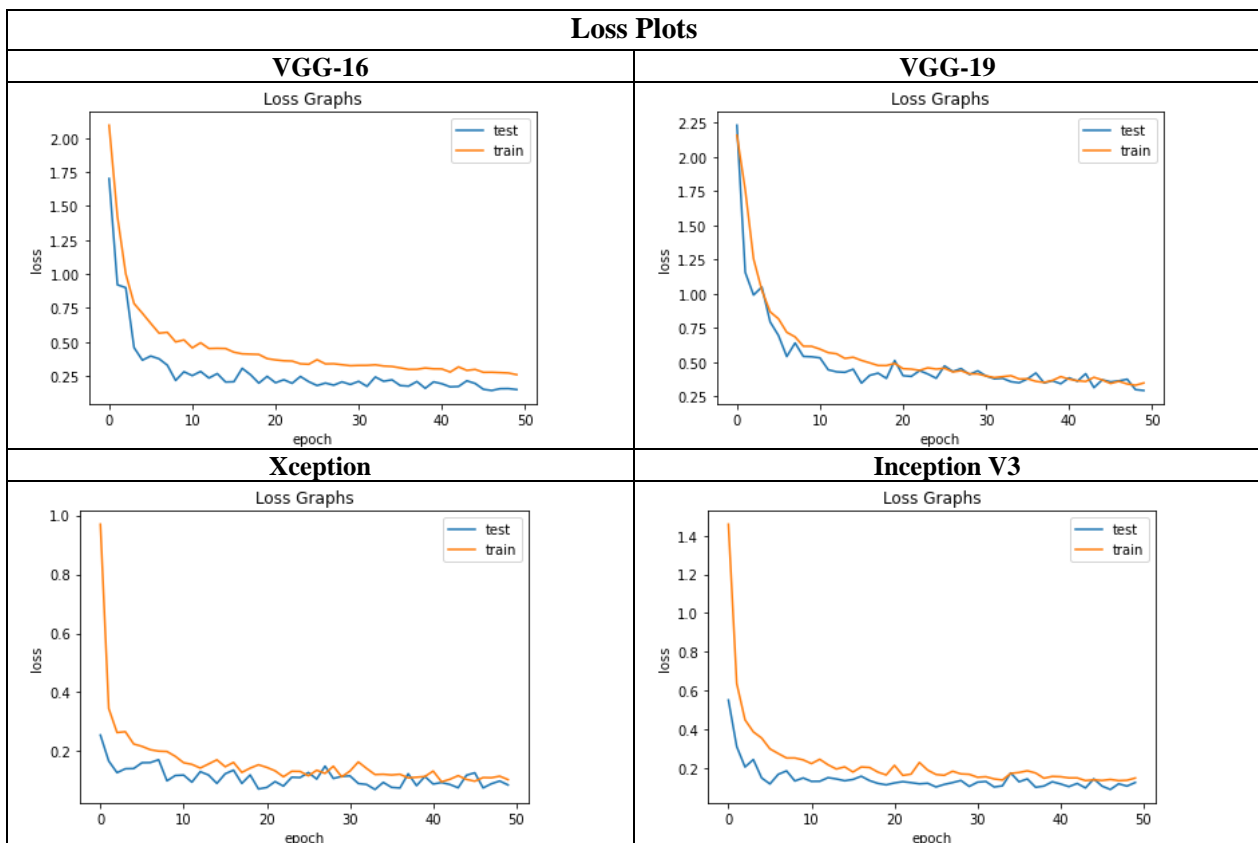 Loss Plots
VGG-16 VGG-19
Loss Graphs
2.00
1.75
1.50
1.25
1.00
0.75
0.50
0.25
loss
0 10 20 30 40 50
epoch
test
train
Loss Graphs
2.25
2.00
1.75
1.50
1.25
1.00
0.75
0.50
0.25
loss
0 10 20 30 40 50
epoch
test
train
Xception Inception V3
Loss Graphs
1.0
0.8
0.6
0.4
0.2
loss
0 10 20 30 40 50
epoch
test
train
Loss Graphs
1.4
1.2
1.0
0.8
0.6
0.4
0.2
loss
0 10 20 30 40 50
epoch
test
train